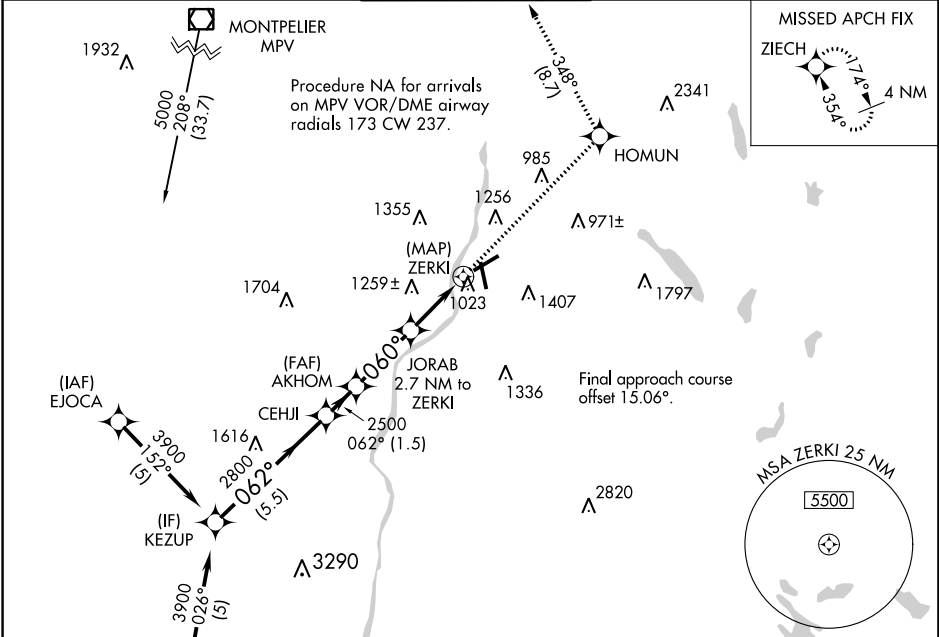 MONTPELIER
MPV
1932
5000
208°
(33.7)
Procedure NA for arrivals
on MPV VOR/DME airway
radials 173 CW 237.
348°
(8.7)
2341
HOMUN
985
1256
971±
1355
(MAP)
ZERKI
1259±
1023
1407
1797
1704
060°
(FAF)
AKHOM
JORAB
2.7 NM to
ZERKI
1336
Final approach course
offset 15.06°.
(IAF)
EJOCA
CEHJI
2500
062° (1.5)
3900
152°
(5)
1616
2800
062°
(5.5)
(IF)
KEZUP
3290
2820
3900
026°
(5)
MISSED APCH FIX
ZIECH
174°
354°
4 NM
MSA ZERKI 25 NM
5500